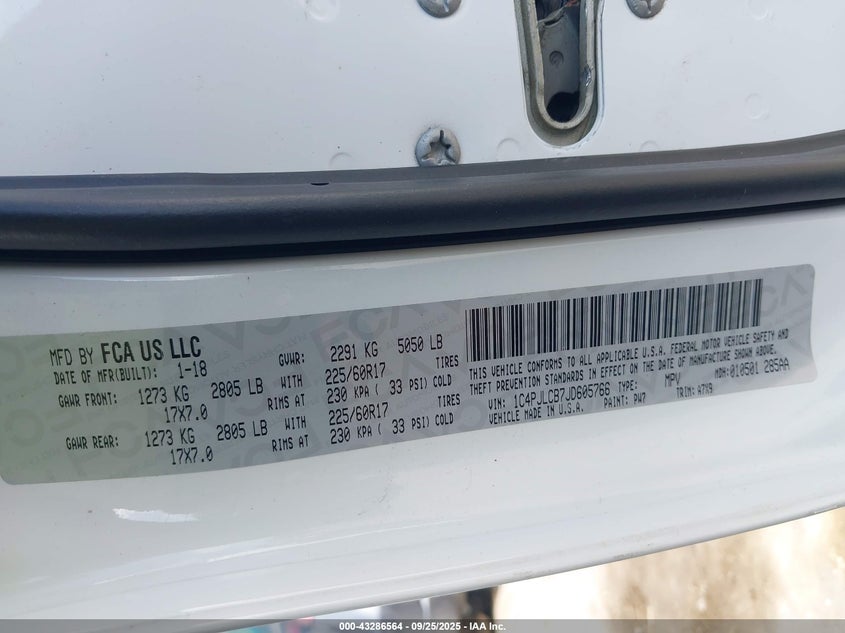 MFD BY FCA US LLC
DATE OF MFR(BUILT): 1-18 GVWR: 2291 KG 5050 LB
GAWR FRONT: 1273 KG 2805 LB WITH 225/60R17 TIRES
17X7.0 RIMS AT 230 KPA ( 33 PSI) COLD
GAWR REAR: 1273 KG 2805 LB WITH 225/60R17 TIRES
17X7.0 RIMS AT 230 KPA ( 33 PSI) COLD
THIS VEHICLE CONFORMS TO ALL APPLICABLE U.S.A. FEDERAL MOTOR VEHICLE SAFETY AND
THEFT PREVENTION STANDARDS IN EFFECT ON THE DATE OF MANUFACTURE SHOWN ABOVE.
VIN: 1C4PJLCB7JD605766 TYPE: MPV MDH: 010501 285AA
VEHICLE MADE IN U.S.A. PAINT: PW7 TRIM: A7X9
000-43286564 - 09/25/2025 - IAA Inc.